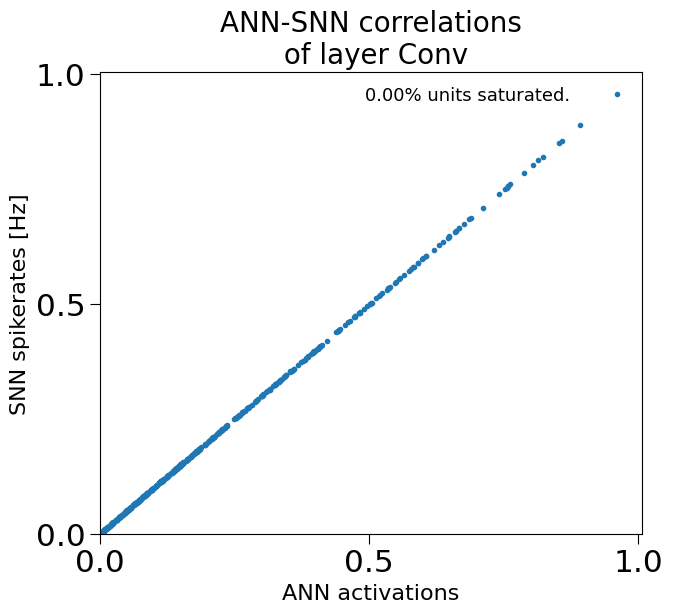 ANN-SNN correlations
of layer Conv
0.00% units saturated.
1.0
0.5
0.0
SNN spikerates [Hz]
0.0 0.5 1.0
ANN activations